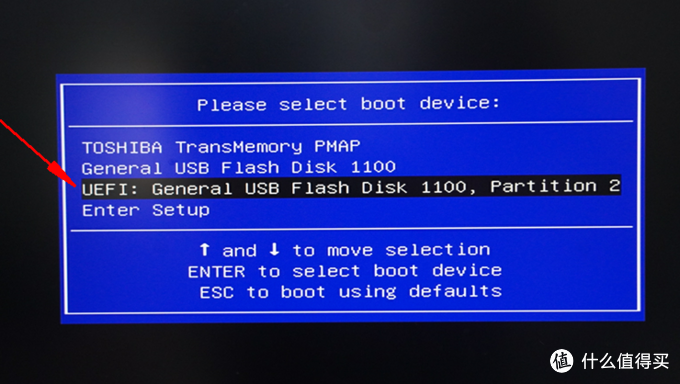 Please select boot device:
TOSHIBA TransMemory PMAP
General USB Flash Disk 1100
UEFI: General USB Flash Disk 1100, Partition 2
Enter Setup
↑ and ↓ to move selection
ENTER to select boot device
ESC to boot using defaults
值 什么值得买